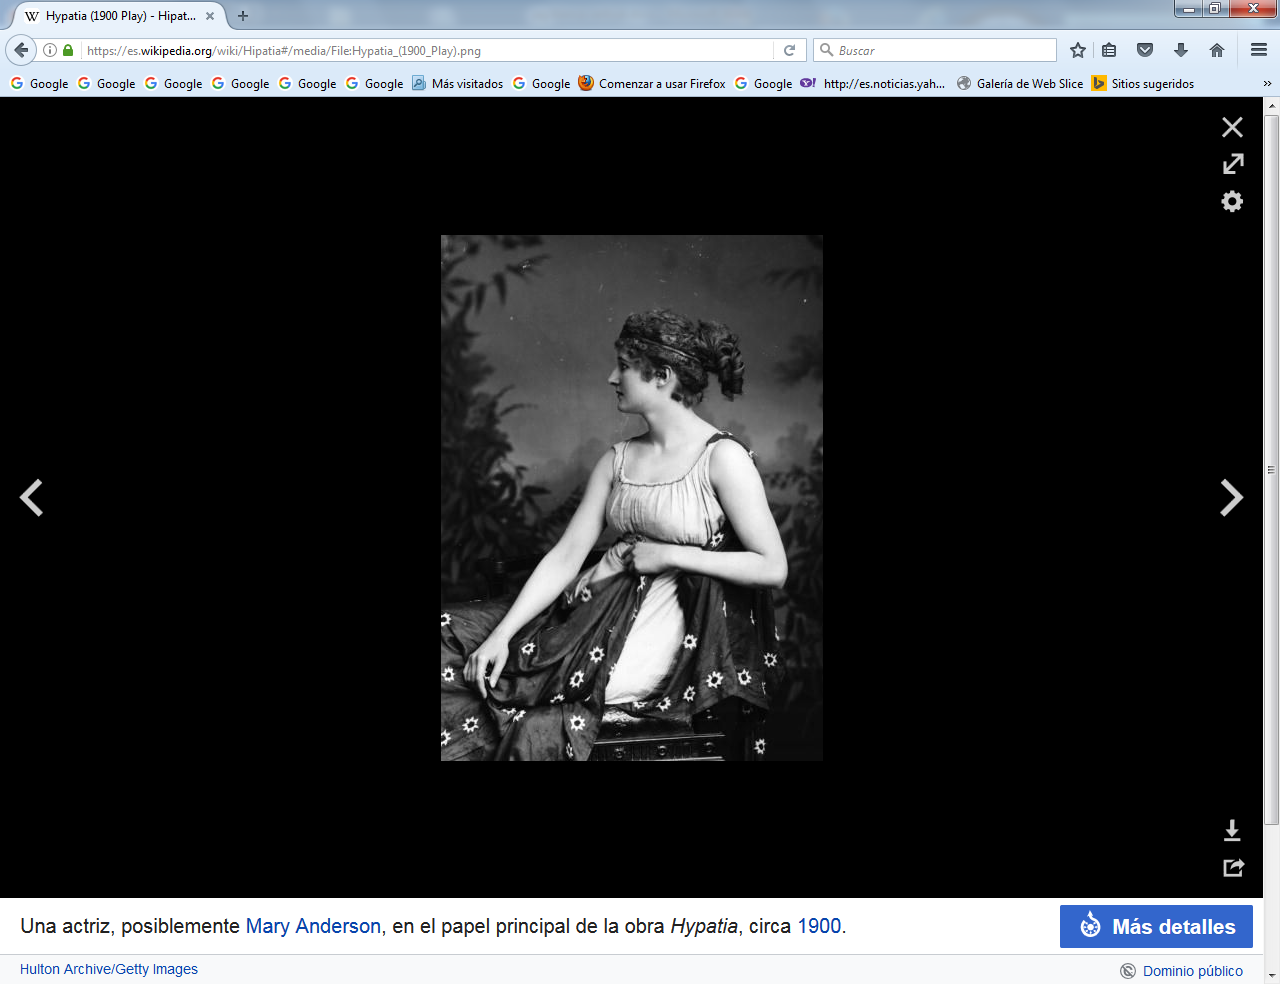 Hypatia (1900 Play) - Hipat...
https://es.wikipedia.org/wiki/Hipatia#/media/File:Hypatia_(1900_Play).png
Buscar
Google Google Google Google Google Google Más visitados Google Comenzar a usar Firefox Google http://es.noticias.yah... Galería de Web Slice Sitios sugeridos
Una actriz, posiblemente Mary Anderson, en el papel principal de la obra Hypatia, circa 1900.
Más detalles
Hulton Archive/Getty Images
Dominio público